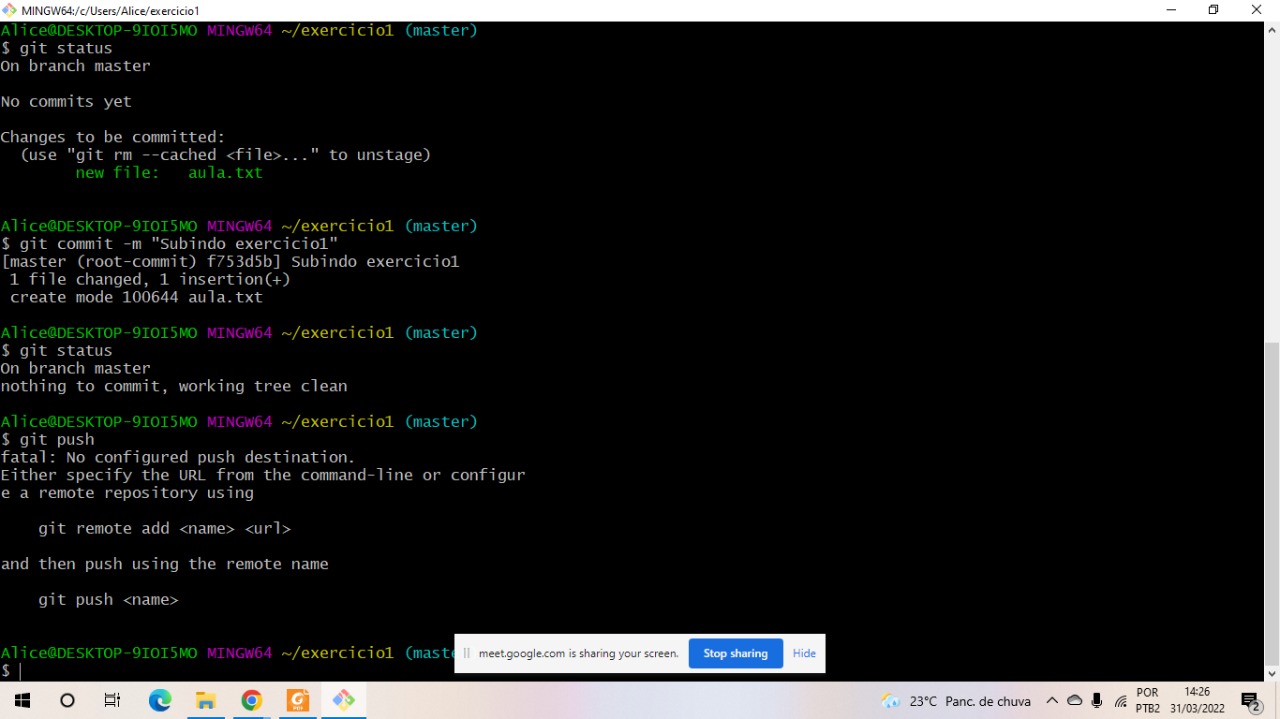 MINGW64:/c/Users/Alice/exercicio1
Alice@DESKTOP-9IOI5MO MINGW64 ~/exercicio1 (master)
$ git status
On branch master
No commits yet
Changes to be committed:
(use "git rm --cached <file>..." to unstage)
new file: aula.txt
Alice@DESKTOP-9IOI5MO MINGW64 ~/exercicio1 (master)
$ git commit -m "Subindo exercicio1"
[master (root-commit) f753d5b] Subindo exercicio1
1 file changed, 1 insertion(+)
create mode 100644 aula.txt
Alice@DESKTOP-9IOI5MO MINGW64 ~/exercicio1 (master)
$ git status
On branch master
nothing to commit, working tree clean
Alice@DESKTOP-9IOI5MO MINGW64 ~/exercicio1 (master)
$ git push
fatal: No configured push destination.
Either specify the URL from the command-line or configur
e a remote repository using
git remote add <name> <url>
and then push using the remote name
git push <name>
Alice@DESKTOP-9IOI5MO MINGW64 ~/exercicio1 (maste
meet.google.com is sharing your screen. Stop sharing Hide
$
23°C Panc. de chuva
POR
PTB2
14:26
31/03/2022
2
PDF